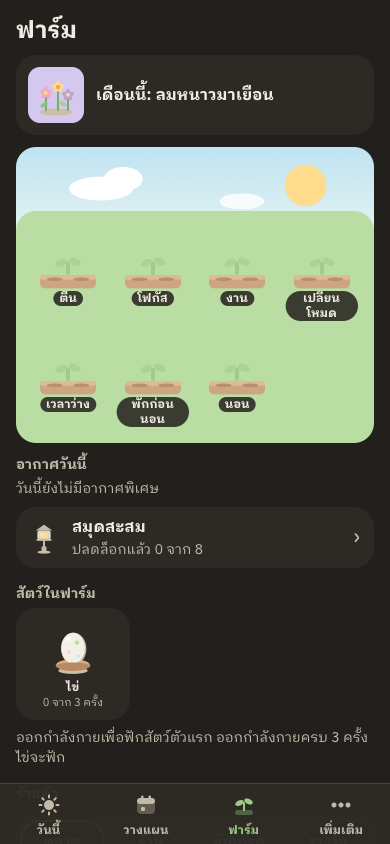 ฟาร์ม
เดือนนี้: ลมหนาวมาเยือน
ตื่น
โฟกัส
งาน
เปลี่ยน
โหมด
เวลาว่าง
พักก่อน
นอน
นอน
อากาศวันนี้
วันนี้ยังไม่มีอากาศพิเศษ
สมุดสะสม
ปลดล็อกแล้ว 0 จาก 8
สัตว์ในฟาร์ม
ไข่
0 จาก 3 ครั้ง
ออกกำลังกายเพื่อฟักสัตว์ตัวแรก ออกกำลังกายครบ 3 ครั้ง
ไข่จะฟัก
วันนี้
วางแผน
ฟาร์ม
เพิ่มเติม